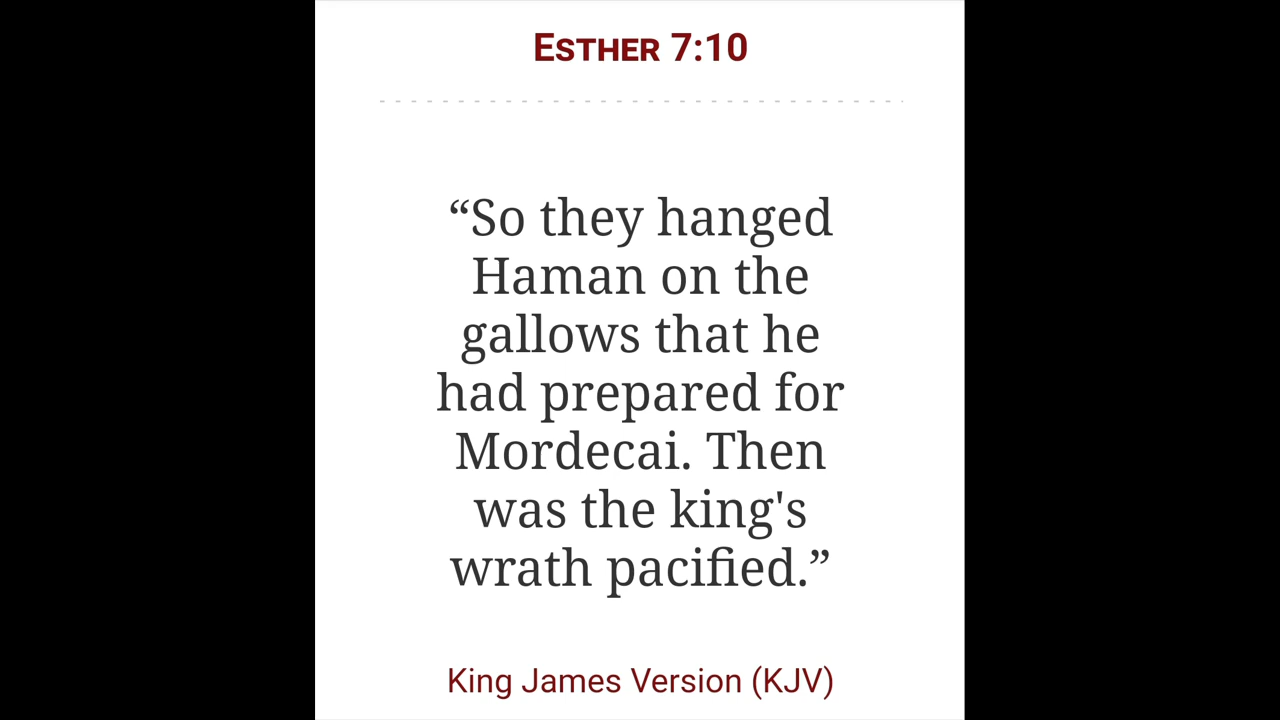 Esther 7:10
“So they hanged
Haman on the
gallows that he
had prepared for
Mordecai. Then
was the king's
wrath pacified.”
King James Version (KJV)